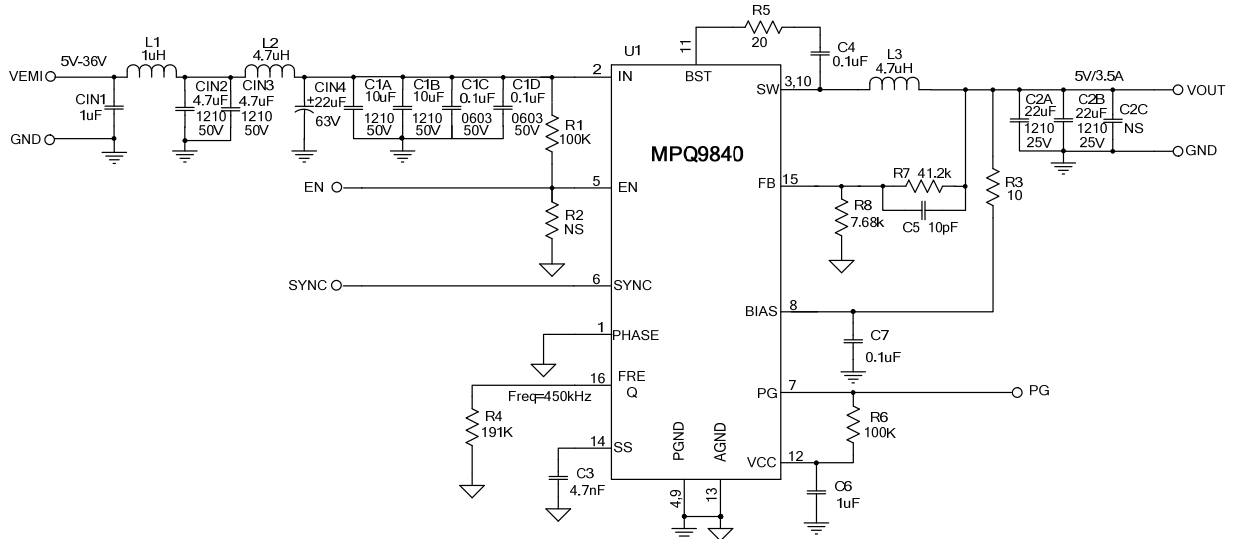 R5
20
C4
0.1uF
U1
11
BST
L1
1uH
L2
4.7uH
5V-36V
VEMI
CIN1
1uF
GND
CIN2
4.7uF
1210
50V
CIN3
4.7uF
1210
50V
CIN4
+
22uF
63V
C1A
10uF
1210
50V
C1B
10uF
1210
50V
C1C
0.1uF
0603
50V
C1D
0.1uF
0603
50V
R1
100K
2
IN
SW
3,10
L3
4.7uH
5V/3.5A
VOUT
C2A
22uF
1210
25V
C2B
22uF
1210
25V
C2C
NS
GND
MPQ9840
EN
5
EN
R2
NS
FB
15
R7
41.2k
R8
7.68k
C5
10pF
R3
10
SYNC
6
SYNC
BIAS
8
C7
0.1uF
1
PHASE
16
FRE
Q
Freq=450kHz
R4
191K
PG
7
PG
R6
100K
14
SS
C3
4.7nF
PGND
AGND
4,9
13
VCC
12
C6
1uF